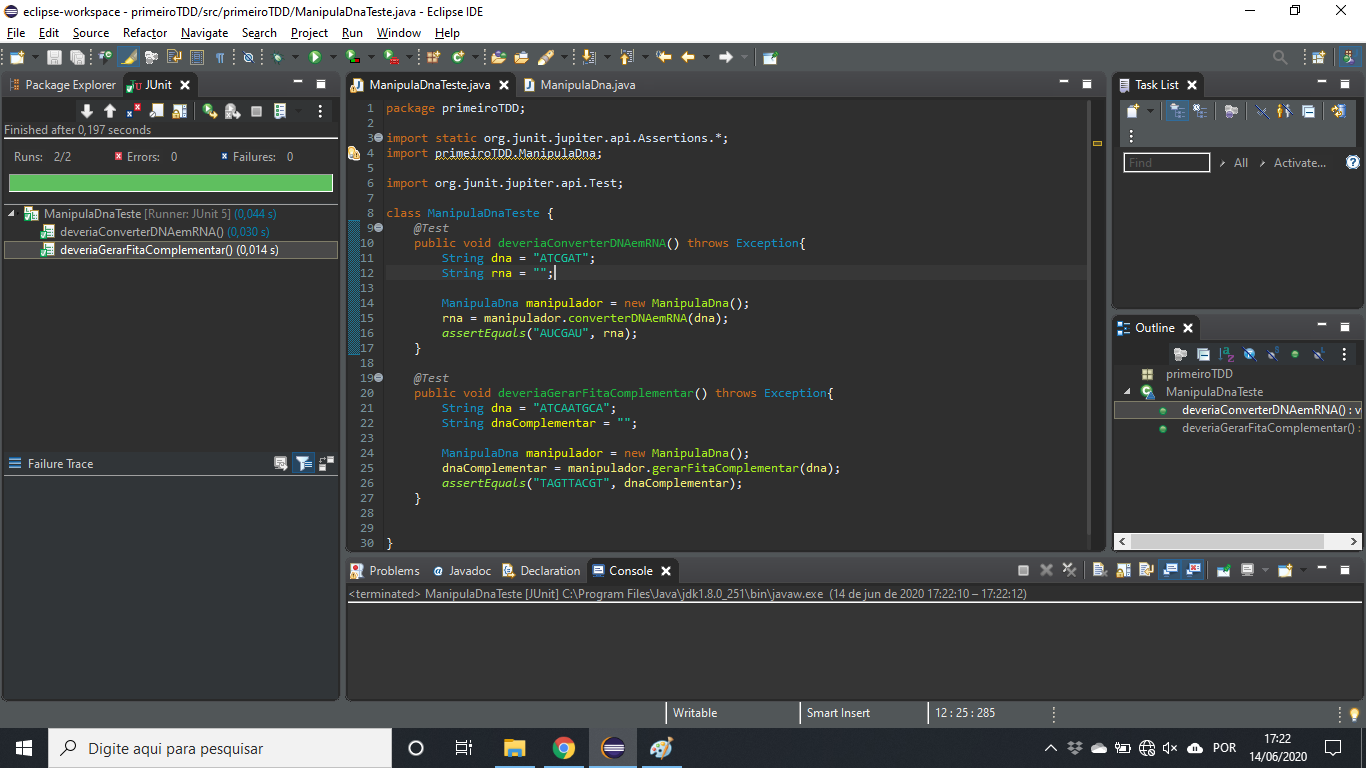 eclipse-workspace - primeiroTDD/src/primeiroTDD/ManipulaDnaTeste.java - Eclipse IDE
File Edit Source Refactor Navigate Search Project Run Window Help
Package Explorer JUnit
Finished after 0,197 seconds
Runs: 2/2 Errors: 0 Failures: 0
ManipulaDnaTeste [Runner: JUnit 5] (0,044 s)
deveriaConverterDNAemRNA() (0,030 s)
deveriaGerarFitaComplementar() (0,014 s)
Failure Trace
ManipulaDnaTeste.java ManipulaDna.java
1 package primeiroTDD;
2
3 import static org.junit.jupiter.api.Assertions.*;
4 import primeiroTDD.ManipulaDna;
5
6 import org.junit.jupiter.api.Test;
7
8 class ManipulaDnaTeste {
9 @Test
10 public void deveriaConverterDNAemRNA() throws Exception{
11 String dna = "ATCGAT";
12 String rna = "";
13
14 ManipulaDna manipulador = new ManipulaDna();
15 rna = manipulador.converterDNAemRNA(dna);
16 assertEquals("AUCGAU", rna);
17 }
18
19 @Test
20 public void deveriaGerarFitaComplementar() throws Exception{
21 String dna = "ATCAATGCA";
22 String dnaComplementar = "";
23
24 ManipulaDna manipulador = new ManipulaDna();
25 dnaComplementar = manipulador.gerarFitaComplementar(dna);
26 assertEquals("TAGTTACGT", dnaComplementar);
27 }
28
29
30 }
Task List
Find All Activate...
Outline
primeiroTDD
ManipulaDnaTeste
deveriaConverterDNAemRNA() : v
deveriaGerarFitaComplementar() :
Problems Javadoc Declaration Console
<terminated> ManipulaDnaTeste [JUnit] C:\Program Files\Java\jdk1.8.0_251\bin\javaw.exe (14 de jun de 2020 17:22:10 – 17:22:12)
Writable Smart Insert 12 : 25 : 285
Digite aqui para pesquisar
POR
17:22
14/06/2020